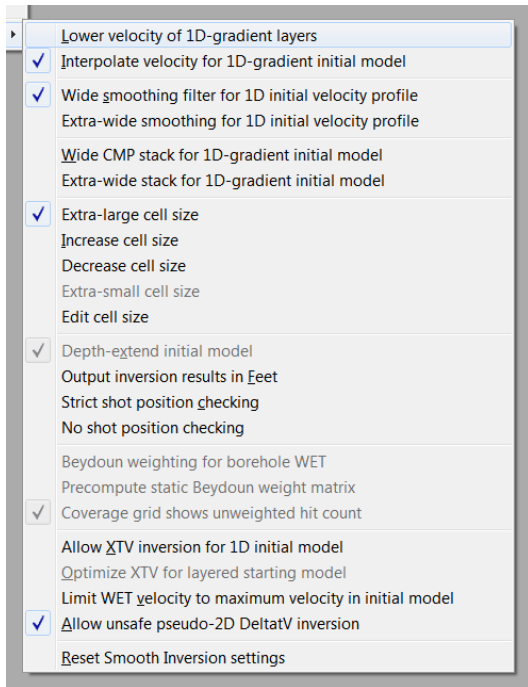 Lower velocity of 1D-gradient layers
Interpolate velocity for 1D-gradient initial model
Wide smoothing filter for 1D initial velocity profile
Extra-wide smoothing for 1D initial velocity profile
Wide CMP stack for 1D-gradient initial model
Extra-wide stack for 1D-gradient initial model
Extra-large cell size
Increase cell size
Decrease cell size
Extra-small cell size
Edit cell size
Depth-extend initial model
Output inversion results in Feet
Strict shot position checking
No shot position checking
Beydoun weighting for borehole WET
Precompute static Beydoun weight matrix
Coverage grid shows unweighted hit count
Allow XTV inversion for 1D initial model
Optimize XTV for layered starting model
Limit WET velocity to maximum velocity in initial model
Allow unsafe pseudo-2D DeltatV inversion
Reset Smooth Inversion settings